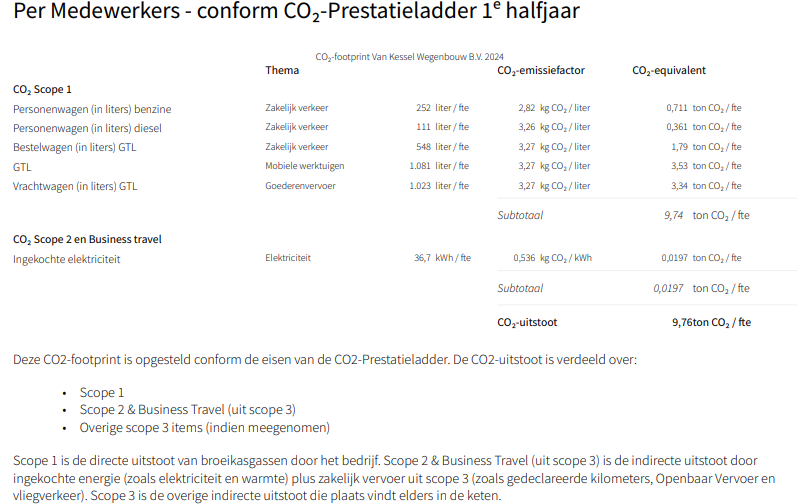 Per Medewerkers - conform CO₂-Prestatieladder 1ᵉ halfjaar
CO₂-footprint Van Kessel Wegenbouw B.V. 2024
Thema CO₂-emissiefactor CO₂-equivalent
CO₂ Scope 1
Personenwagen (in liters) benzine Zakelijk verkeer 252 liter / fte 2,82 kg CO₂ / liter 0,711 ton CO₂ / fte
Personenwagen (in liters) diesel Zakelijk verkeer 111 liter / fte 3,26 kg CO₂ / liter 0,361 ton CO₂ / fte
Bestelwagen (in liters) GTL Zakelijk verkeer 548 liter / fte 3,27 kg CO₂ / liter 1,79 ton CO₂ / fte
GTL Mobiele werktuigen 1.081 liter / fte 3,27 kg CO₂ / liter 3,53 ton CO₂ / fte
Vrachtwagen (in liters) GTL Goederenvervoer 1.023 liter / fte 3,27 kg CO₂ / liter 3,34 ton CO₂ / fte
Subtotaal 9,74 ton CO₂ / fte
CO₂ Scope 2 en Business travel
Ingekochte elektriciteit Elektriciteit 36,7 kWh / fte 0,536 kg CO₂ / kWh 0,0197 ton CO₂ / fte
Subtotaal 0,0197 ton CO₂ / fte
CO₂-uitstoot 9,76ton CO₂ / fte
Deze CO2-footprint is opgesteld conform de eisen van de CO2-Prestatieladder. De CO2-uitstoot is verdeeld over:
• Scope 1
• Scope 2 & Business Travel (uit scope 3)
• Overige scope 3 items (indien meegenomen)
Scope 1 is de directe uitstoot van broeikasgassen door het bedrijf. Scope 2 & Business Travel (uit scope 3) is de indirecte uitstoot door
ingekochte energie (zoals elektriciteit en warmte) plus zakelijk vervoer uit scope 3 (zoals gedeclareerde kilometers, Openbaar Vervoer en
vliegverkeer). Scope 3 is de overige indirecte uitstoot die plaats vindt elders in de keten.